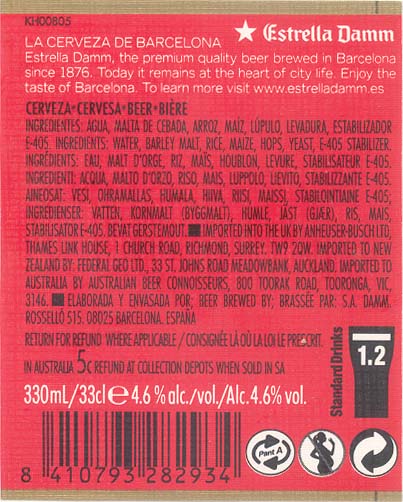 KH00805
★ Estrella Damm
LA CERVEZA DE BARCELONA
Estrella Damm, the premium quality beer brewed in Barcelona
since 1876. Today it remains at the heart of city life. Enjoy the
taste of Barcelona. To learn more visit www.estrelladamm.es
CERVEZA•CERVESA•BEER•BIÈRE
INGREDIENTES: AGUA, MALTA DE CEBADA, ARROZ, MAÍZ, LÚPULO, LEVADURA, ESTABILIZADOR
E-405. INGREDIENTS: WATER, BARLEY MALT, RICE, MAIZE, HOPS, YEAST, E-405 STABILIZER.
INGRÉDIENTS: EAU, MALT D'ORGE, RIZ, MAÏS, HOUBLON, LEVURE, STABILISATEUR E-405.
INGREDIENTI: ACQUA, MALTO D'ORZO, RISO, MAIS, LUPPOLO, LIEVITO, STABILIZZANTE E-405.
AINEOSAT: VESI, OHRAMALLAS, HUMALA, HIIVA, RIISI, MAISSI, STABILOINTIAINE E-405.
INGREDIENSER: VATTEN, KORNMALT (BYGGMALT), HUMLE, JÄST (GJÆR), RIS, MAIS,
STABILISATOR E-405. BEVAT GERSTEMOUT. ■ IMPORTED INTO THE UK BY ANHEUSER-BUSCH LTD,
THAMES LINK HOUSE, 1 CHURCH ROAD, RICHMOND, SURREY. TW9 2QW. IMPORTED TO NEW
ZEALAND BY: FEDERAL GEO LTD., 33 ST. JOHNS ROAD MEADOWBANK, AUCKLAND. IMPORTED TO
AUSTRALIA BY AUSTRALIAN BEER CONNOISSEURS, 800 TOORAK ROAD, TOORONGA, VIC,
3146. ■ ELABORADA Y ENVASADA POR; BEER BREWED BY; BRASSÉE PAR: S.A. DAMM.
ROSSELLÓ 515. 08025 BARCELONA. ESPAÑA
RETURN FOR REFUND WHERE APPLICABLE / CONSIGNÉE LÀ OÙ LA LOI LE PRESCRIT.
IN AUSTRALIA 5c REFUND AT COLLECTION DEPOTS WHEN SOLD IN SA
Standard Drinks
1.2
330mL/33cl ℮ 4.6 % alc./vol./Alc. 4.6% vol.
Pant A
8 410793 282934